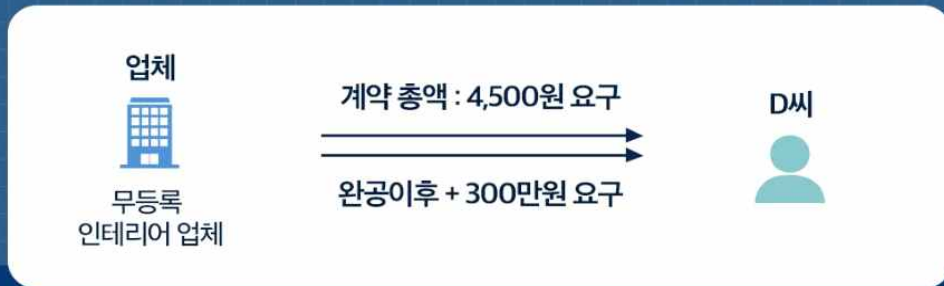 업체
무등록
인테리어 업체
계약 총액 : 4,500원 요구
완공이후 + 300만원 요구
D씨